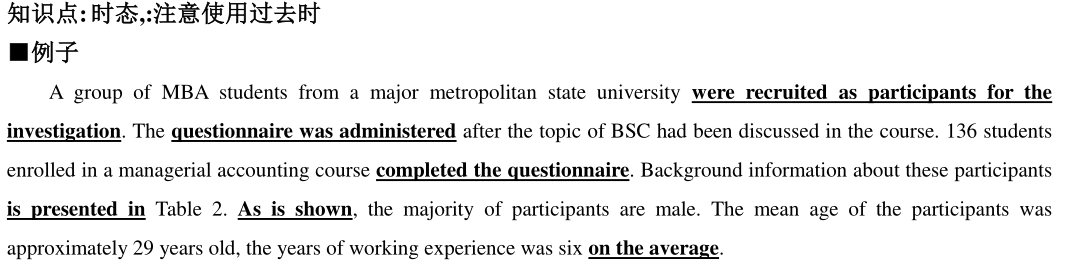 知识点:时态,:注意使用过去时
■例子
A group of MBA students from a major metropolitan state university were recruited as participants for the
investigation. The questionnaire was administered after the topic of BSC had been discussed in the course. 136 students
enrolled in a managerial accounting course completed the questionnaire. Background information about these participants
is presented in Table 2. As is shown, the majority of participants are male. The mean age of the participants was
approximately 29 years old, the years of working experience was six on the average.